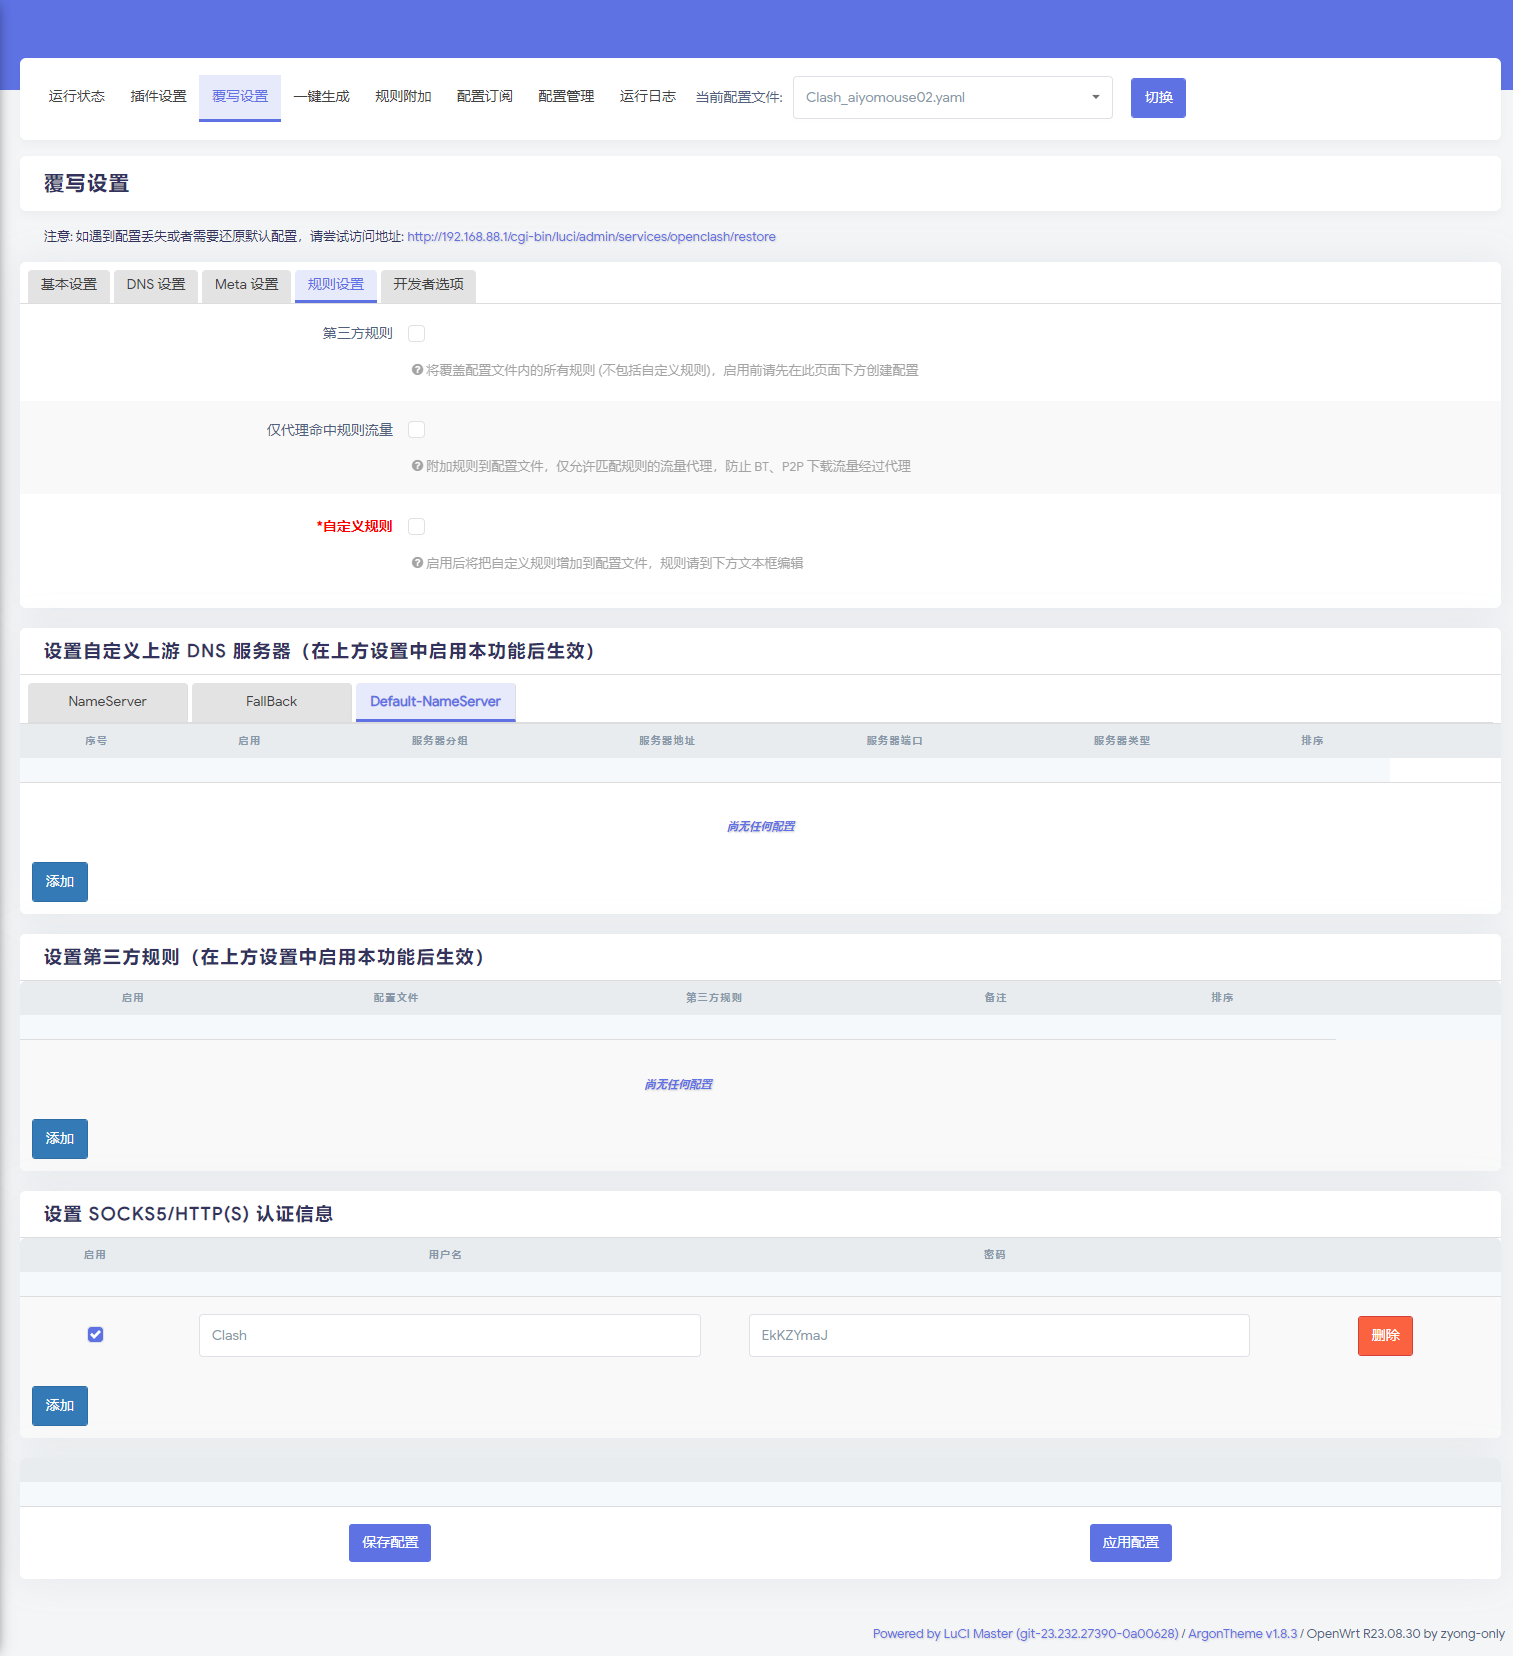 运行状态 插件设置 覆写设置 一键生成 规则附加 配置订阅 配置管理 运行日志 当前配置文件: Clash_aiyomouse02.yaml 切换
覆写设置
注意: 如遇到配置丢失或者需要还原默认配置，请尝试访问地址: http://192.168.88.1/cgi-bin/luci/admin/services/openclash/restore
基本设置 DNS 设置 Meta 设置 规则设置 开发者选项
第三方规则
将覆盖配置文件内的所有规则 (不包括自定义规则)，启用前请先在此页面下方创建配置
仅代理命中规则流量
附加规则到配置文件，仅允许匹配规则的流量代理，防止 BT、P2P 下载流量经过代理
*自定义规则
启用后将把自定义规则增加到配置文件，规则请到下方文本框编辑
设置自定义上游 DNS 服务器（在上方设置中启用本功能后生效）
NameServer FallBack Default-NameServer
序号 启用 服务器分组 服务器地址 服务器端口 服务器类型 排序
尚无任何配置
添加
设置第三方规则（在上方设置中启用本功能后生效）
启用 配置文件 第三方规则 备注 排序
尚无任何配置
添加
设置 SOCKS5/HTTP(S) 认证信息
启用 用户名 密码
Clash EkKZYmaJ 删除
添加
保存配置 应用配置
Powered by LuCI Master (git-23.232.27390-0a00628) / ArgonTheme v1.8.3 / OpenWrt R23.08.30 by zyong-only